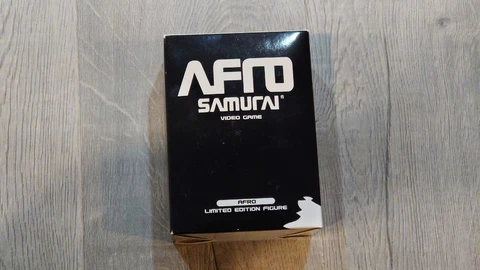 AFRO
SAMURAI®
VIDEO GAME
AFRO
LIMITED EDITION FIGURE